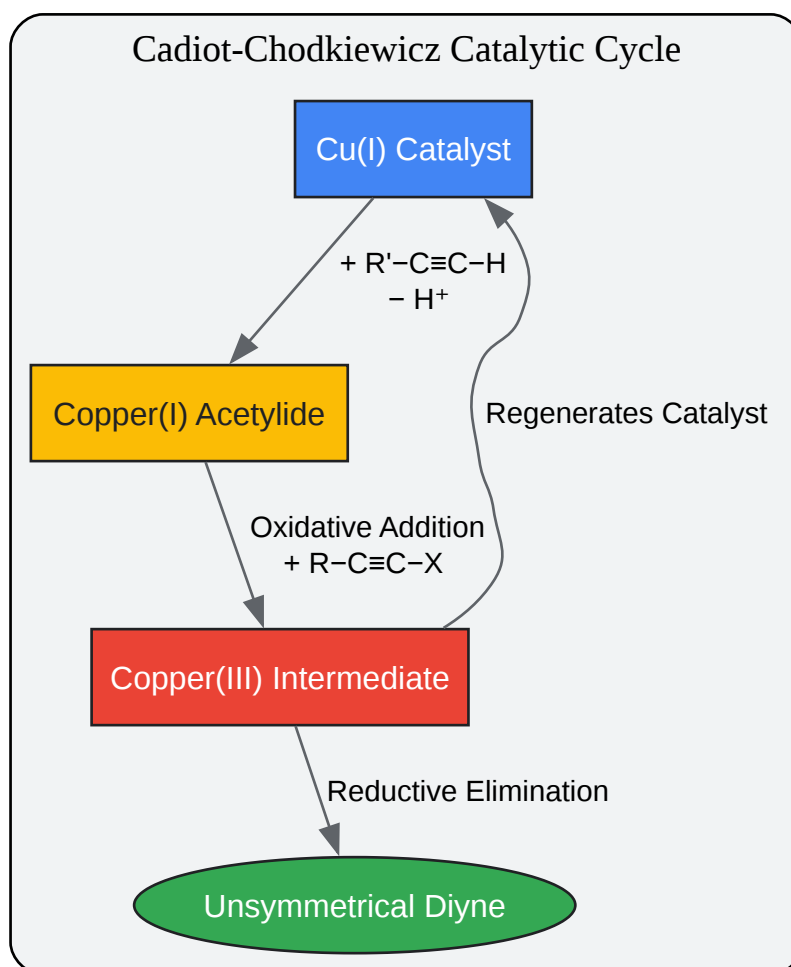 Cadiot-Chodkiewicz Catalytic Cycle
Cu(I) Catalyst
+ R'−C≡C−H
− H⁺
Copper(I) Acetylide
Regenerates Catalyst
Oxidative Addition
+ R−C≡C−X
Copper(III) Intermediate
Reductive Elimination
Unsymmetrical Diyne